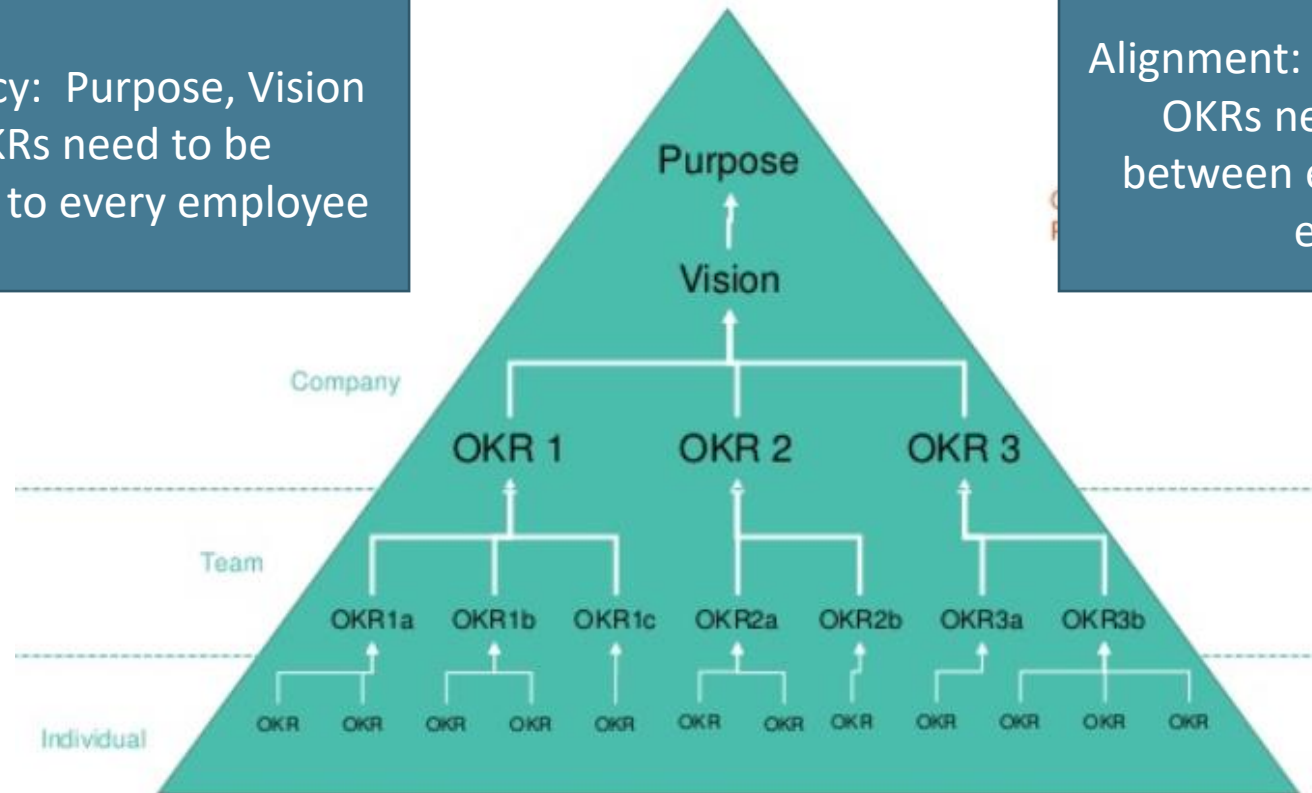 cy: Purpose, Vision
KRs need to be
to every employee
Alignment:
OKRs ne
between e
e
Purpose
Vision
Company
OKR 1 OKR 2 OKR 3
Team
OKR1a OKR1b OKR1c OKR2a OKR2b OKR3a OKR3b
Individual
OKR OKR OKR OKR OKR OKR OKR OKR OKR OKR OKR OKR